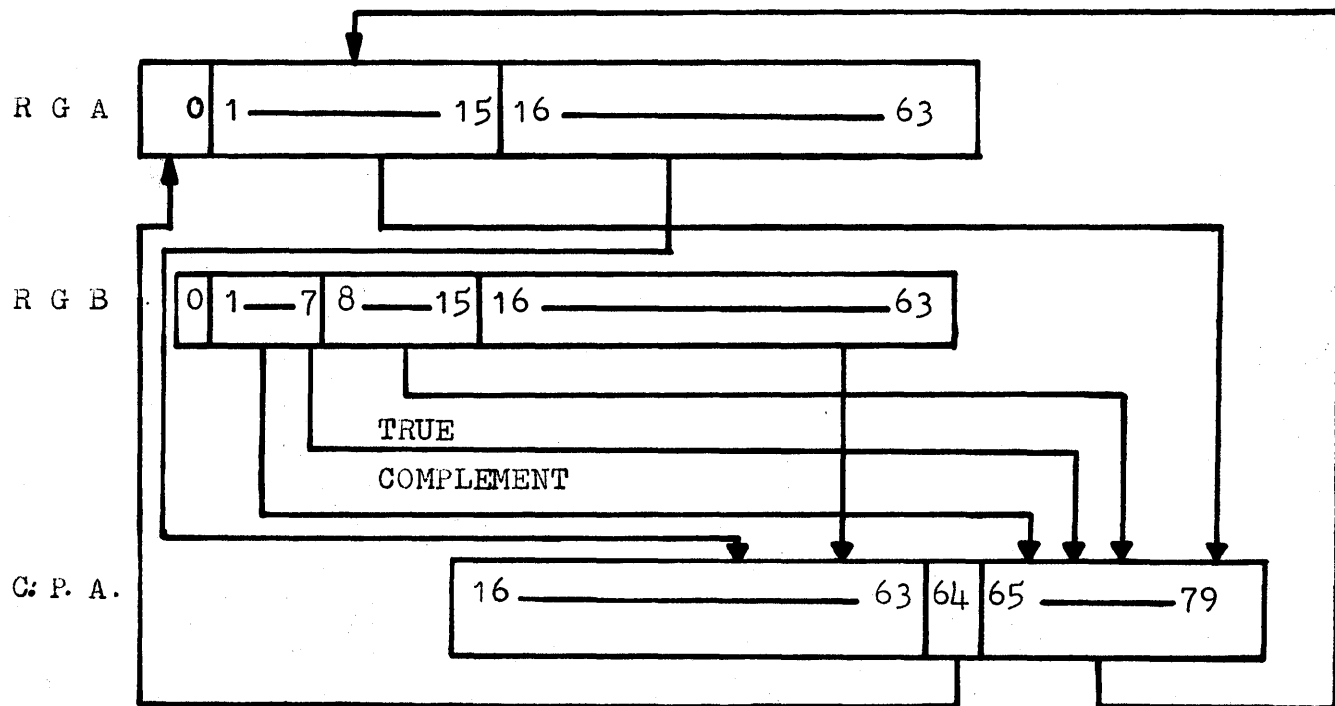 R G A 0 1 15 16 63
R G B 0 1 7 8 15 16 63
TRUE
COMPLEMENT
C. P. A. 16 63 64 65 79